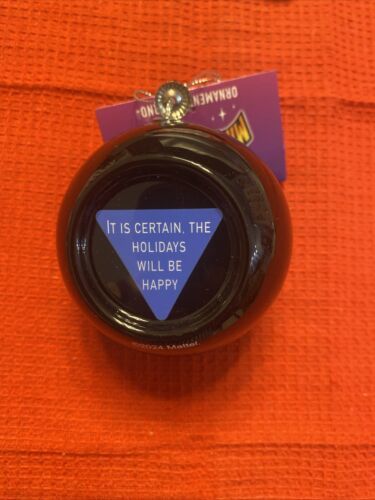 ORNAMENT
IT IS CERTAIN, THE
HOLIDAYS
WILL BE
HAPPY
©2024 Mattel